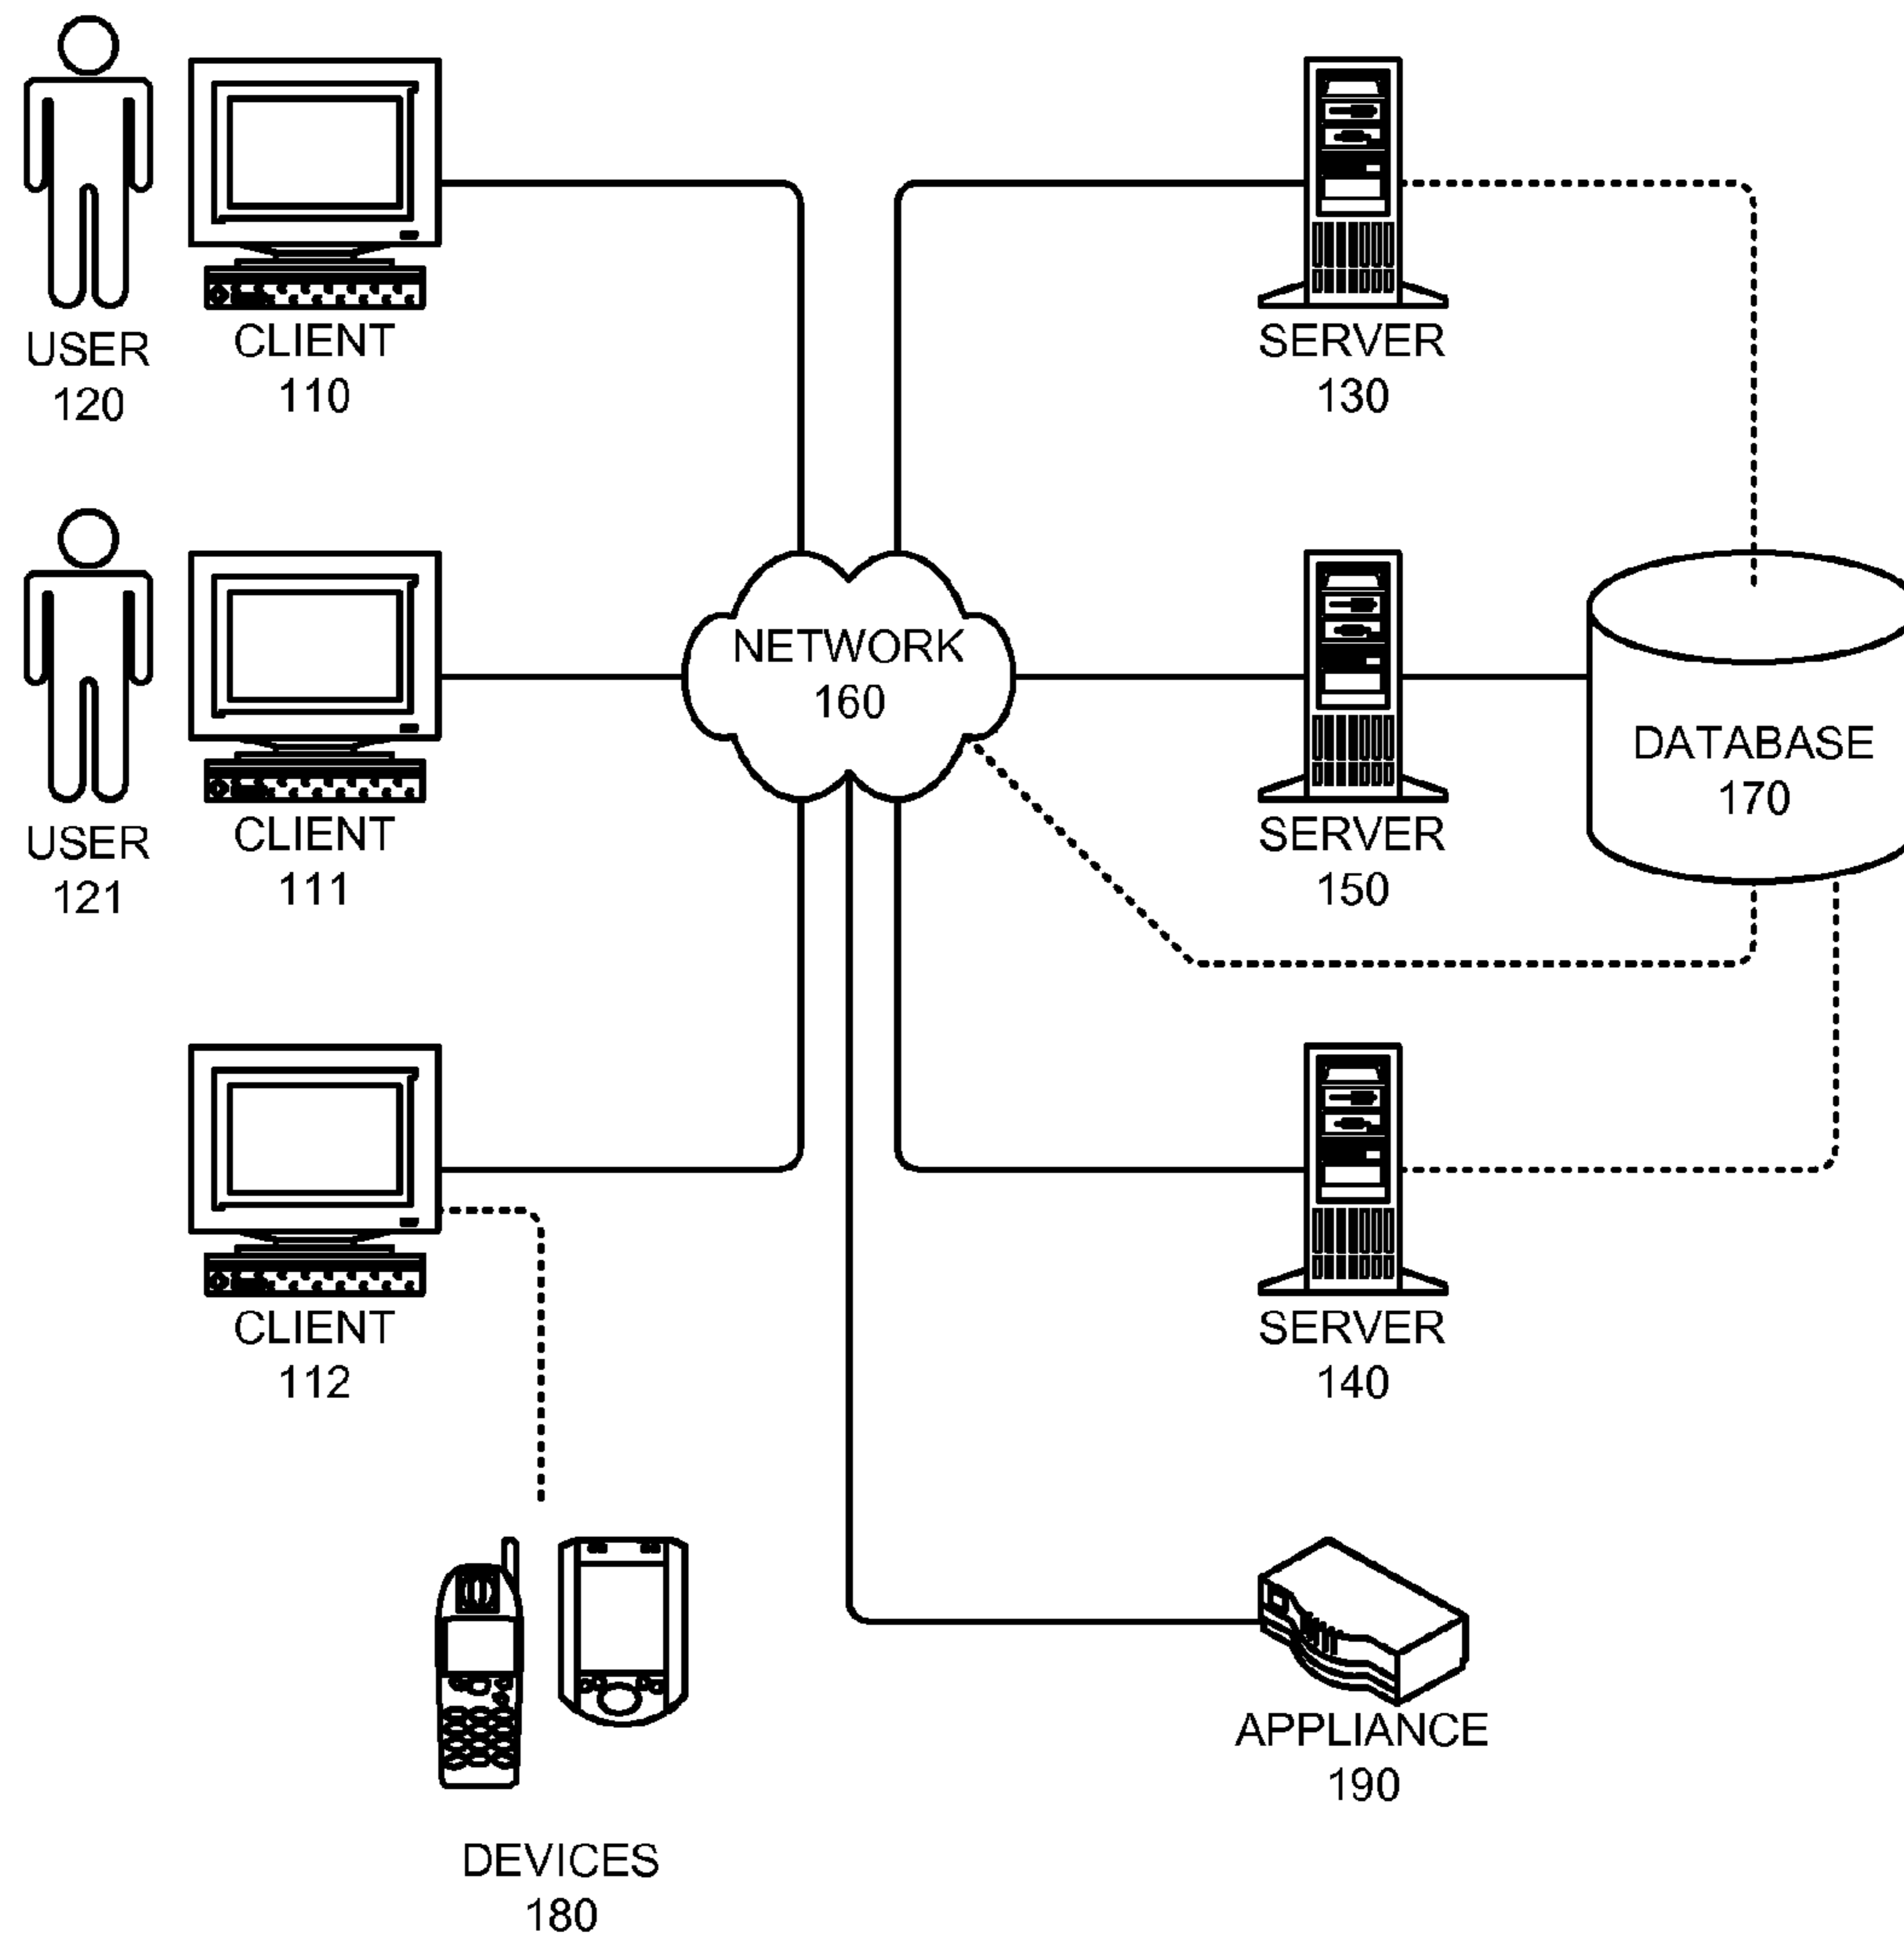 USER
120
CLIENT
110
SERVER
130
NETWORK
160
USER
121
CLIENT
111
SERVER
150
DATABASE
170
CLIENT
112
SERVER
140
DEVICES
180
APPLIANCE
190